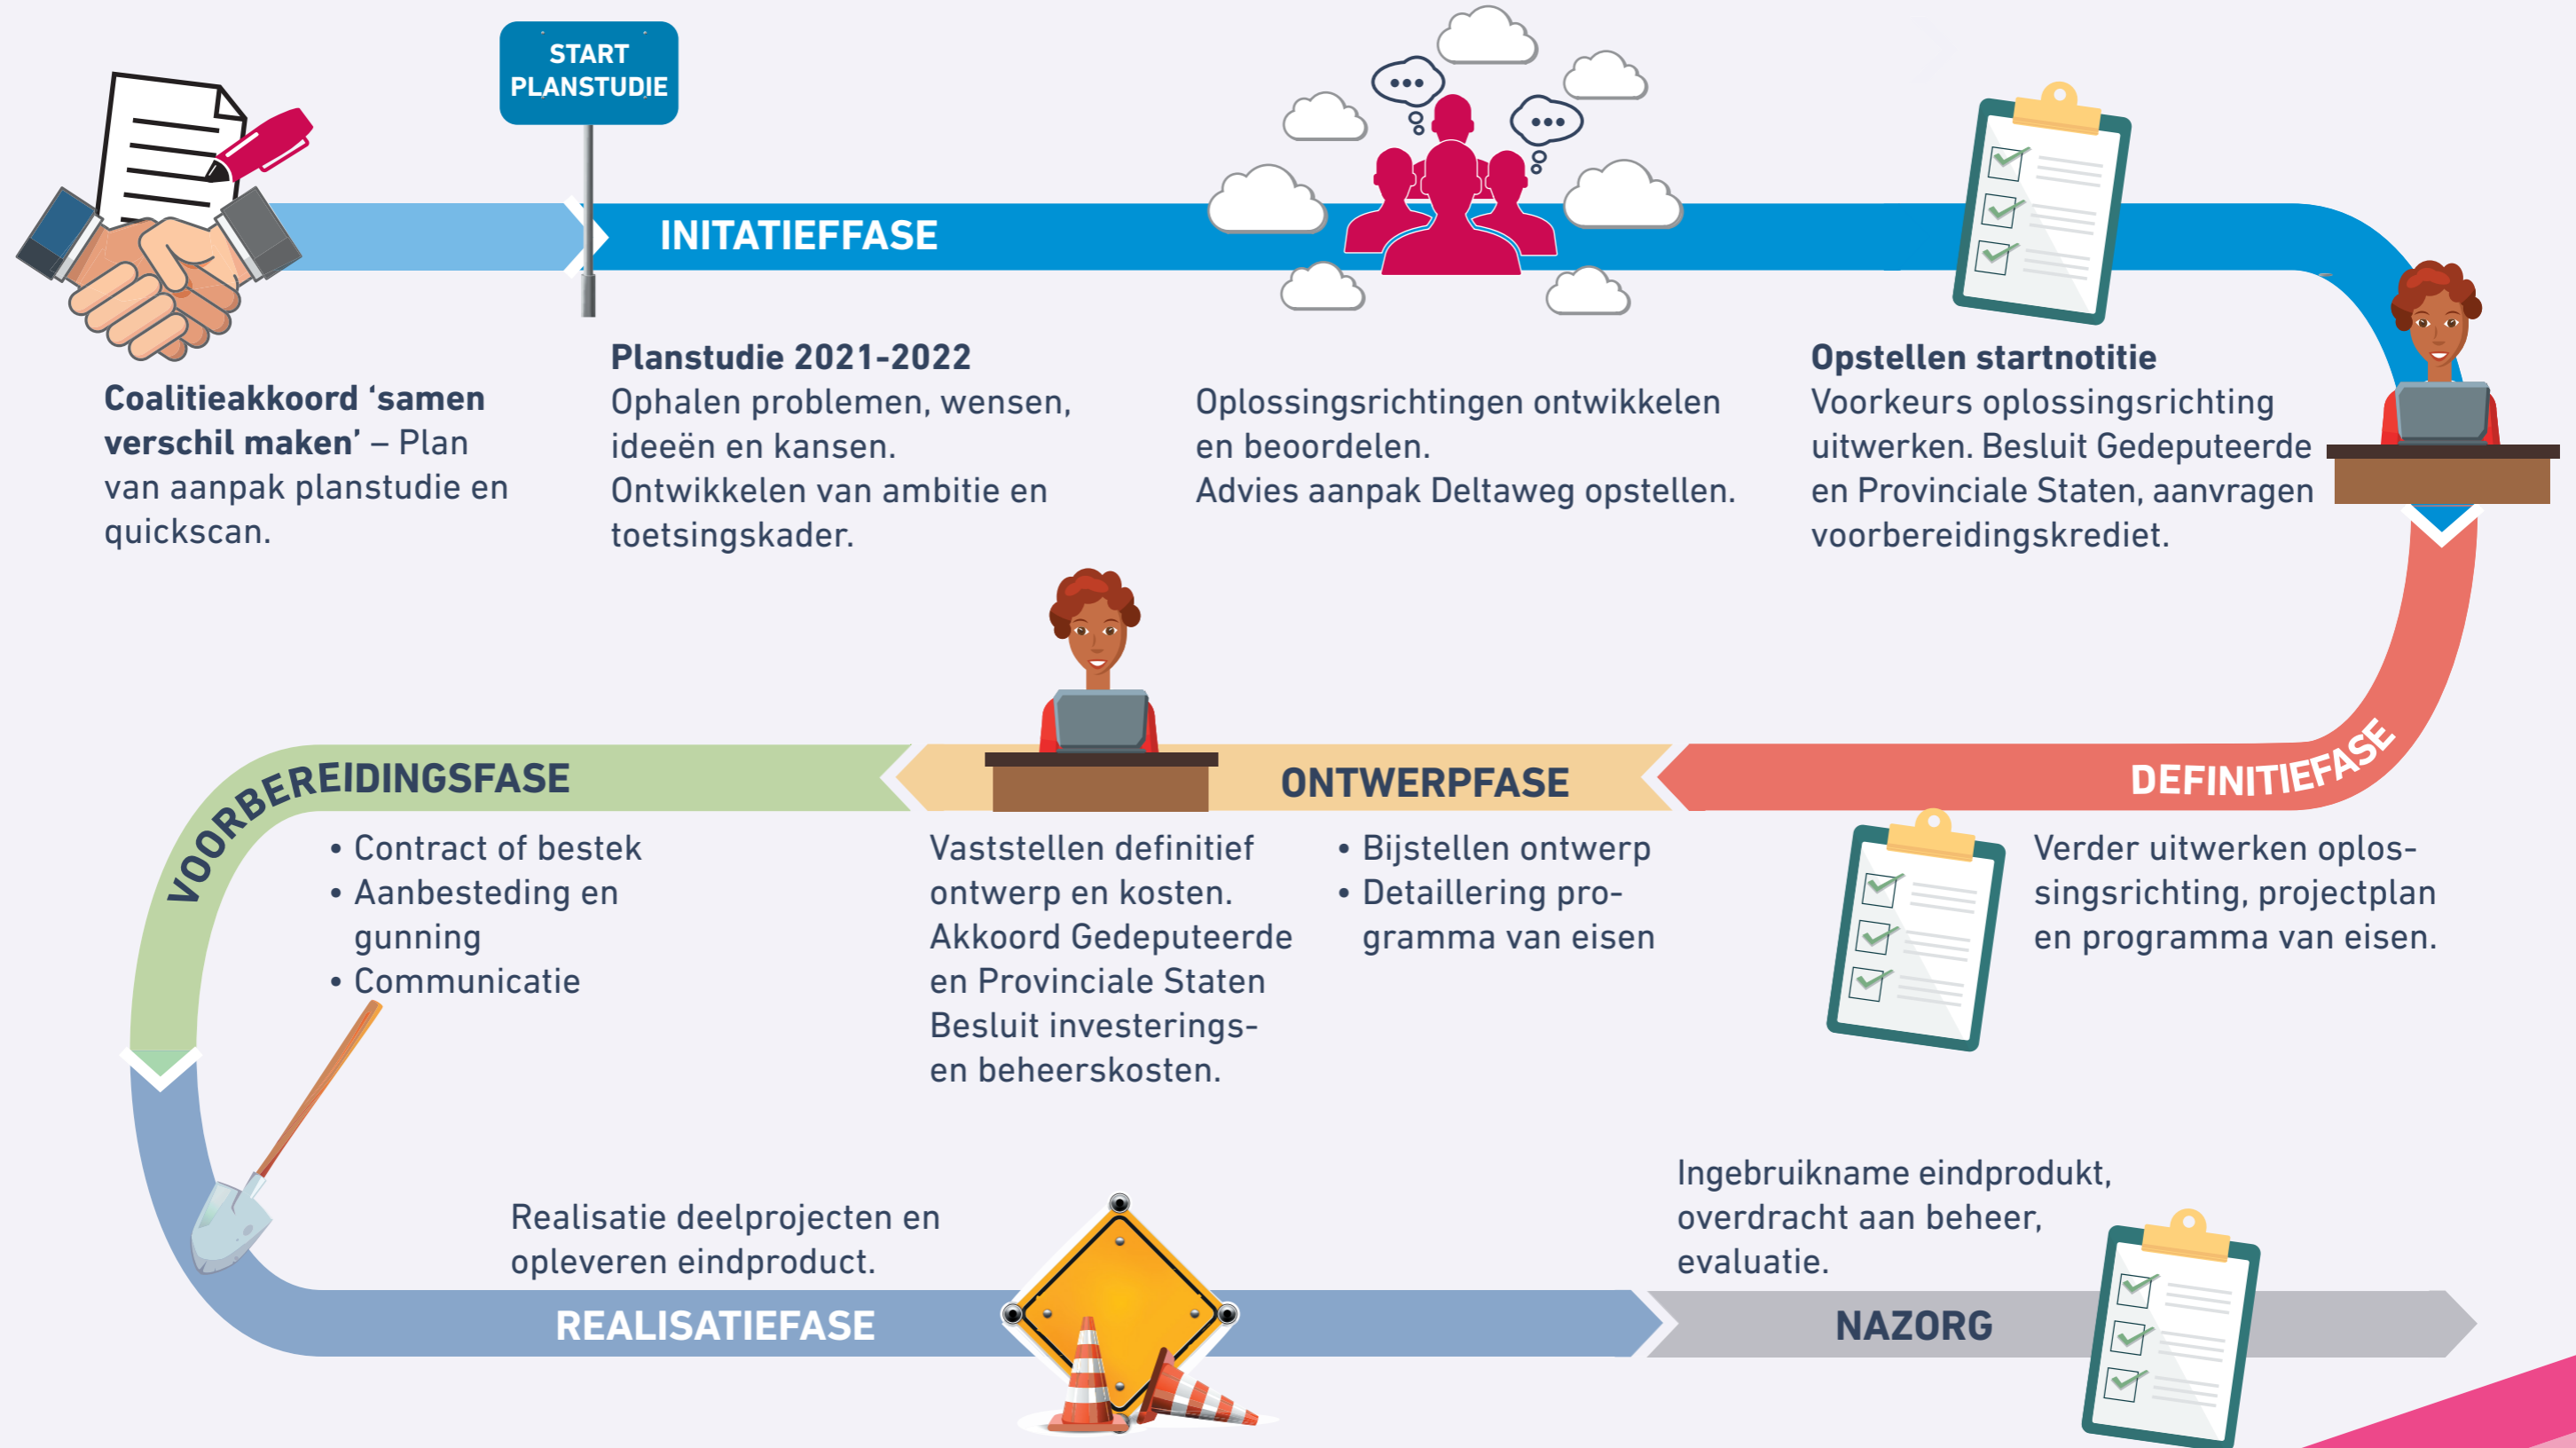 START
PLANSTUDIE
INITATIEFFASE
Coalitieakkoord ‘samen
verschil maken’ – Plan
van aanpak planstudie en
quickscan.
Planstudie 2021-2022
Ophalen problemen, wensen,
ideeën en kansen.
Ontwikkelen van ambitie en
toetsingskader.
Oplossingsrichtingen ontwikkelen
en beoordelen.
Advies aanpak Deltaweg opstellen.
Opstellen startnotitie
Voorkeurs oplossingsrichting
uitwerken. Besluit Gedeputeerde
en Provinciale Staten, aanvragen
voorbereidingskrediet.
DEFINITIEFASE
Verder uitwerken oplos-
singsrichting, projectplan
en programma van eisen.
ONTWERPFASE
• Bijstellen ontwerp
• Detaillering pro-
gramma van eisen
Vaststellen definitief
ontwerp en kosten.
Akkoord Gedeputeerde
en Provinciale Staten
Besluit investerings-
en beheerskosten.
VOORBEREIDINGSFASE
• Contract of bestek
• Aanbesteding en
gunning
• Communicatie
Realisatie deelprojecten en
opleveren eindproduct.
REALISATIEFASE
Ingebruikname eindprodukt,
overdracht aan beheer,
evaluatie.
NAZORG